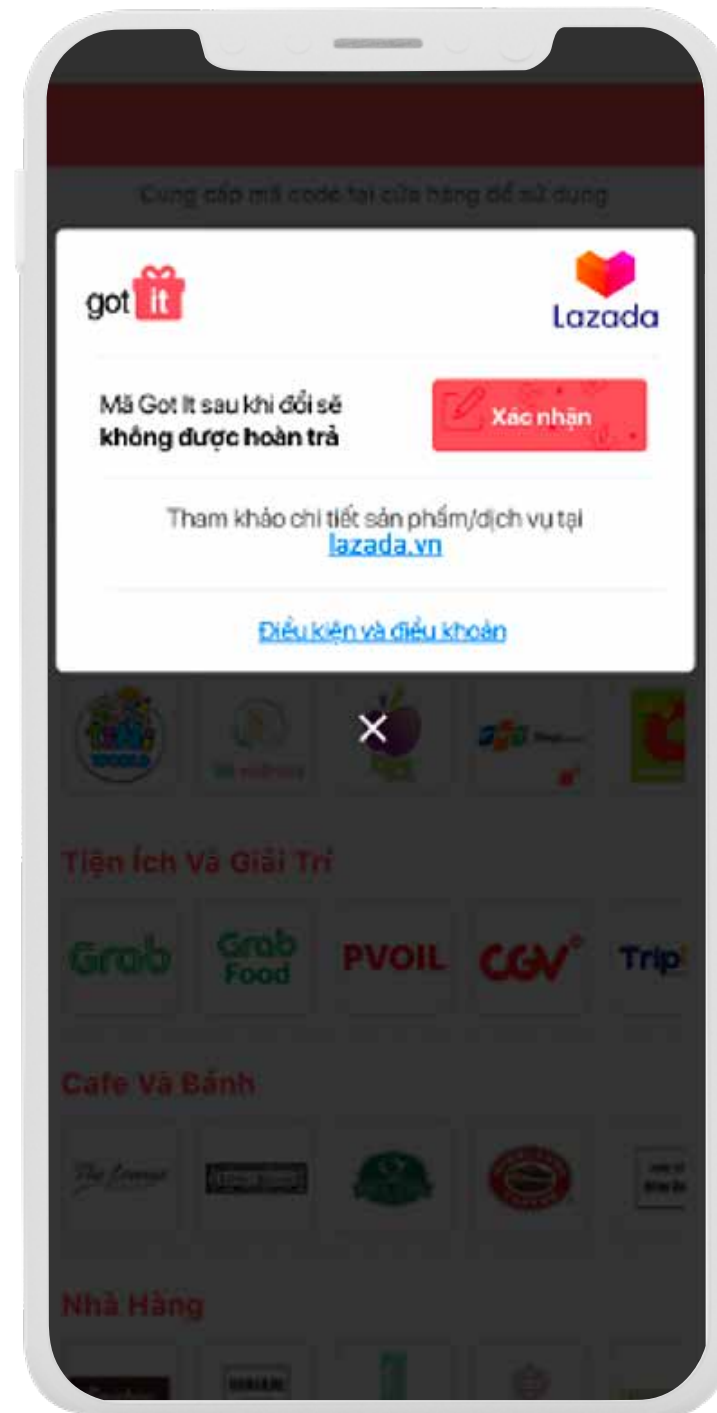 Cung cấp mã code tại cửa hàng để sử dụng
got it
Lazada
Mã Got It sau khi đổi sẽ
không được hoàn trả
Xác nhận
Tham khảo chi tiết sản phẩm/dịch vụ tại
lazada.vn
Điều kiện và điều khoản
WORLD
Tiện Ích Và Giải Trí
Grab
Grab
Food
PVOIL
CGV
Trip
Cafe Và Bánh
Nhà Hàng